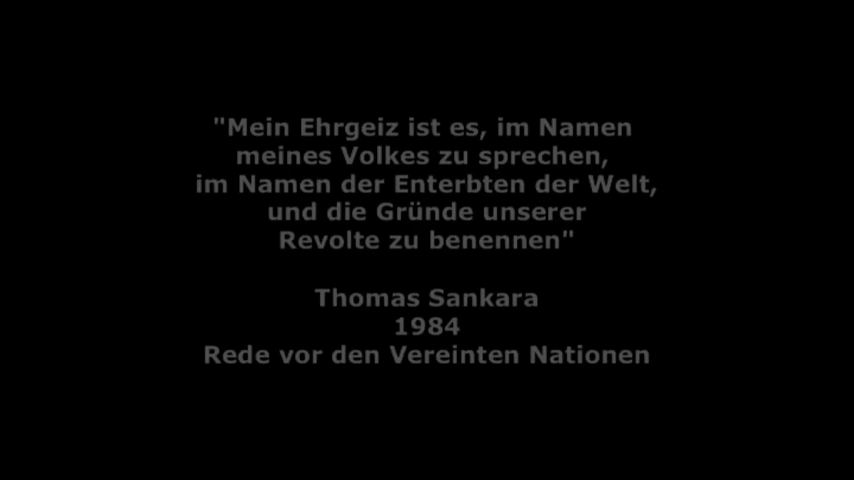 "Mein Ehrgeiz ist es, im Namen
meines Volkes zu sprechen,
im Namen der Enterbten der Welt,
und die Gründe unserer
Revolte zu benennen"
Thomas Sankara
1984
Rede vor den Vereinten Nationen